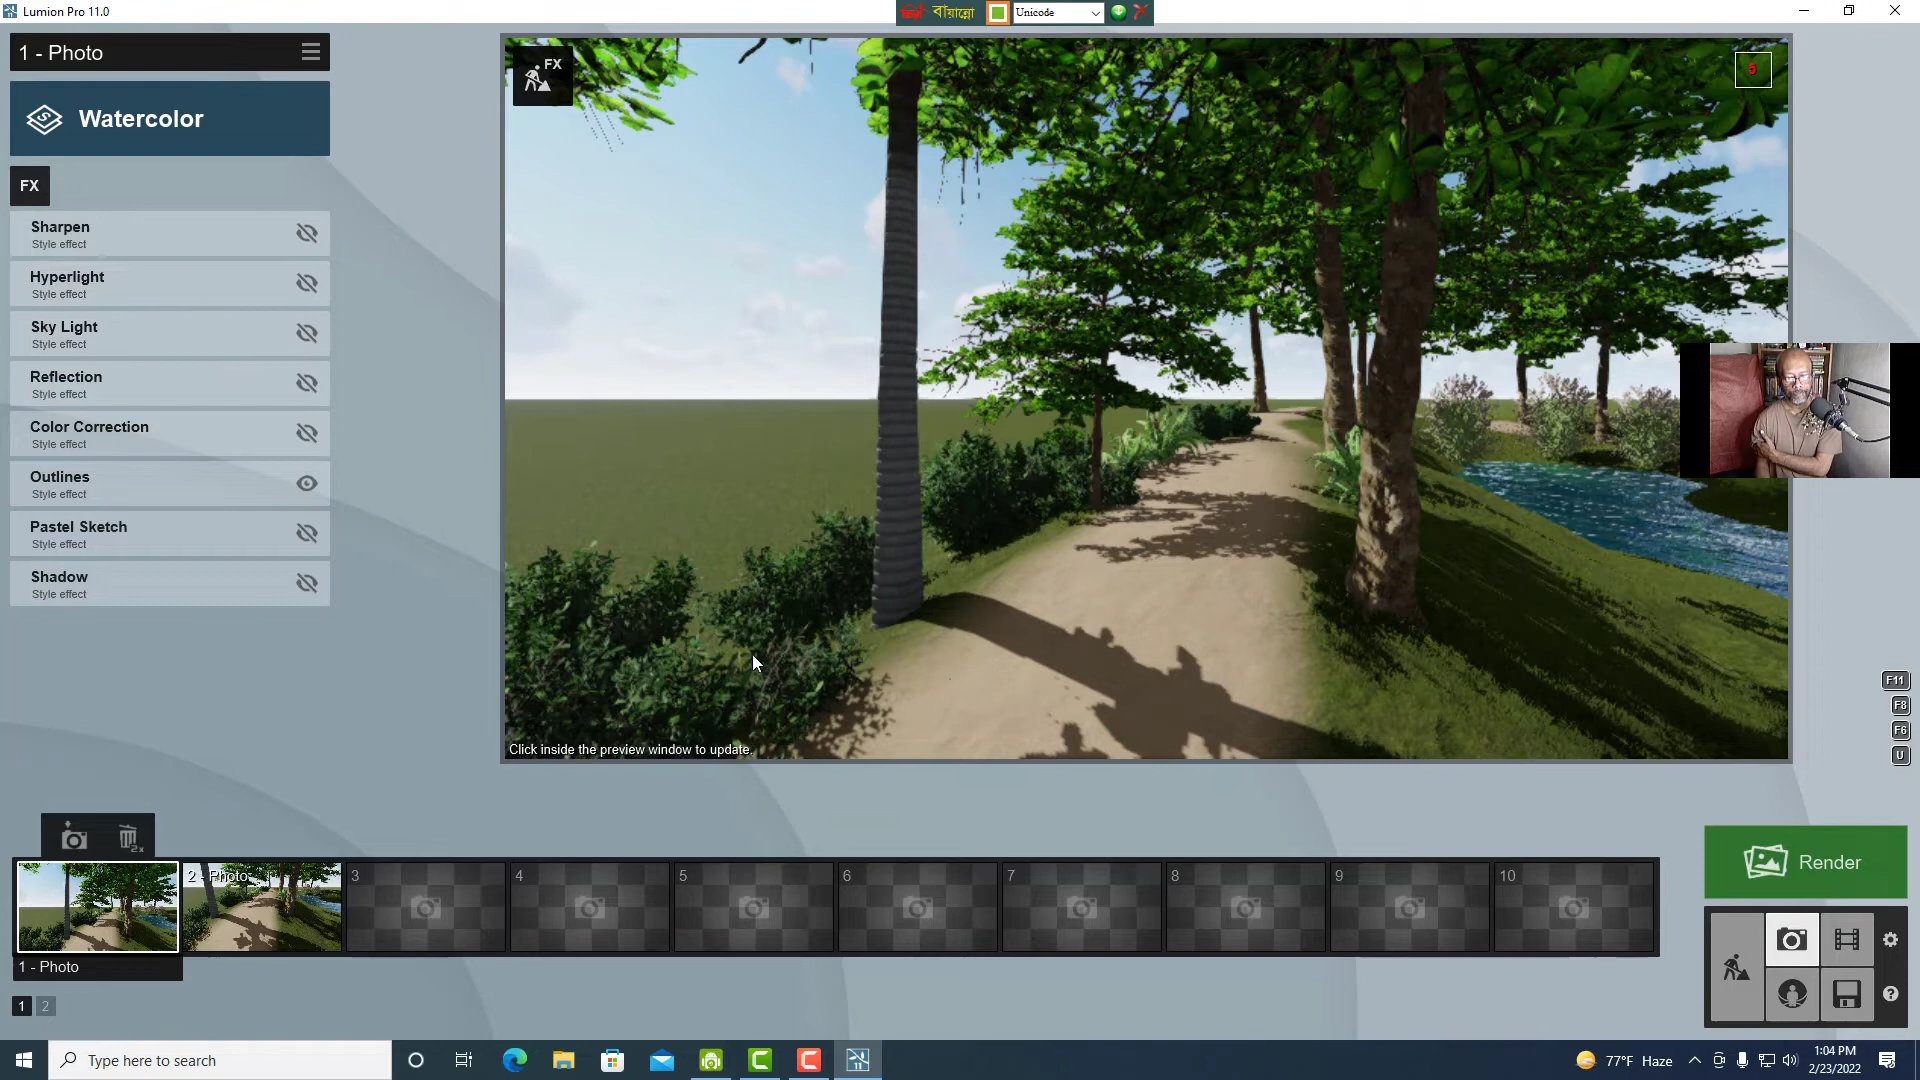 Lumion Pro 11.0
বায়ান্নো
Unicode
1 - Photo
Watercolor
FX
Sharpen
Style effect
Hyperlight
Style effect
Sky Light
Style effect
Reflection
Style effect
Color Correction
Style effect
Outlines
Style effect
Pastel Sketch
Style effect
Shadow
Style effect
FX
5
Click inside the preview window to update.
F11
F8
F6
U
2x
2 - Photo
3
4
5
6
7
8
9
10
1 - Photo
1
2
Render
?
Type here to search
77°F Haze
1:04 PM
2/23/2022